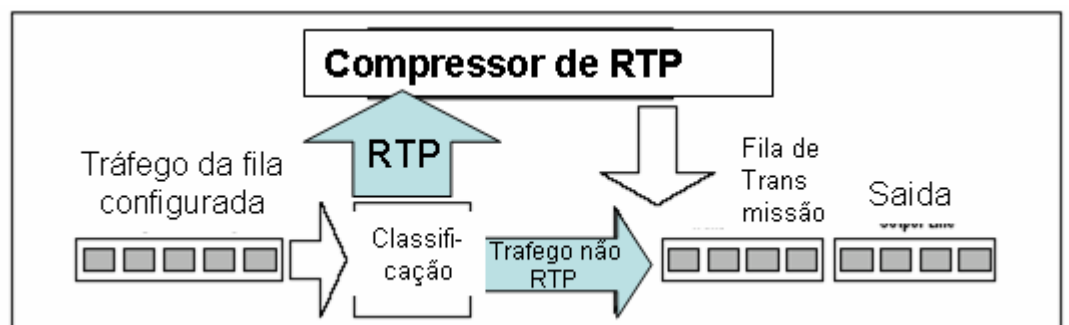 Compressor de RTP
RTP
Tráfego da fila
configurada
Classifi-
cação
Trafego não
RTP
Fila de
Trans
missão
Saida